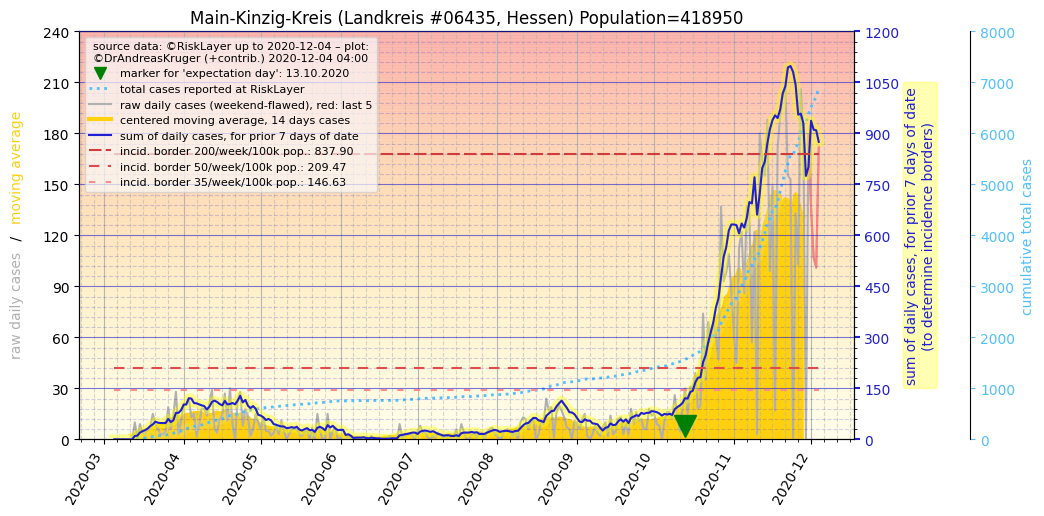 Main-Kinzig-Kreis (Landkreis #06435, Hessen) Population=418950
source data: ©RiskLayer up to 2020-12-04 – plot:
©DrAndreasKruger (+contrib.) 2020-12-04 04:00
marker for 'expectation day': 13.10.2020
total cases reported at RiskLayer
raw daily cases (weekend-flawed), red: last 5
centered moving average, 14 days cases
sum of daily cases, for prior 7 days of date
incid. border 200/week/100k pop.: 837.90
incid. border 50/week/100k pop.: 209.47
incid. border 35/week/100k pop.: 146.63
raw daily cases / moving average
240
210
180
150
120
90
60
30
0
2020-03
2020-04
2020-05
2020-06
2020-07
2020-08
2020-09
2020-10
2020-11
2020-12
1200
1050
900
750
600
450
300
150
0
sum of daily cases, for prior 7 days of date
(to determine incidence borders)
8000
7000
6000
5000
4000
3000
2000
1000
0
cumulative total cases